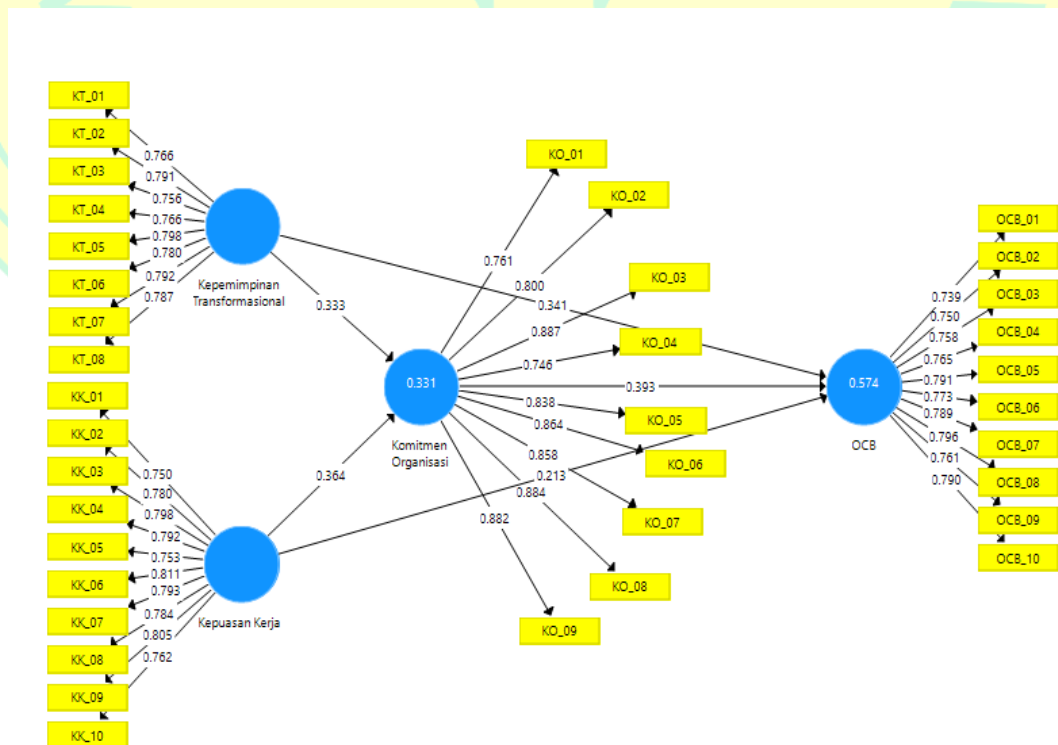 KT_01
KT_02
KT_03
KT_04
KT_05
KT_06
KT_07
KT_08
0.766
0.791
0.756
0.766
0.798
0.780
0.792
0.787
Kepemimpinan
Transformasional
KK_01
KK_02
KK_03
KK_04
KK_05
KK_06
KK_07
KK_08
KK_09
KK_10
0.750
0.780
0.798
0.792
0.753
0.811
0.793
0.784
0.805
0.762
Kepuasan Kerja
0.333
0.364
0.331
Komitmen
Organisasi
0.761
0.800
0.887
0.746
0.838
0.864
0.858
0.884
0.882
KO_01
KO_02
KO_03
KO_04
KO_05
KO_06
KO_07
KO_08
KO_09
0.341
0.393
0.213
0.574
OCB
0.739
0.750
0.758
0.765
0.791
0.773
0.789
0.796
0.761
0.790
OCB_01
OCB_02
OCB_03
OCB_04
OCB_05
OCB_06
OCB_07
OCB_08
OCB_09
OCB_10